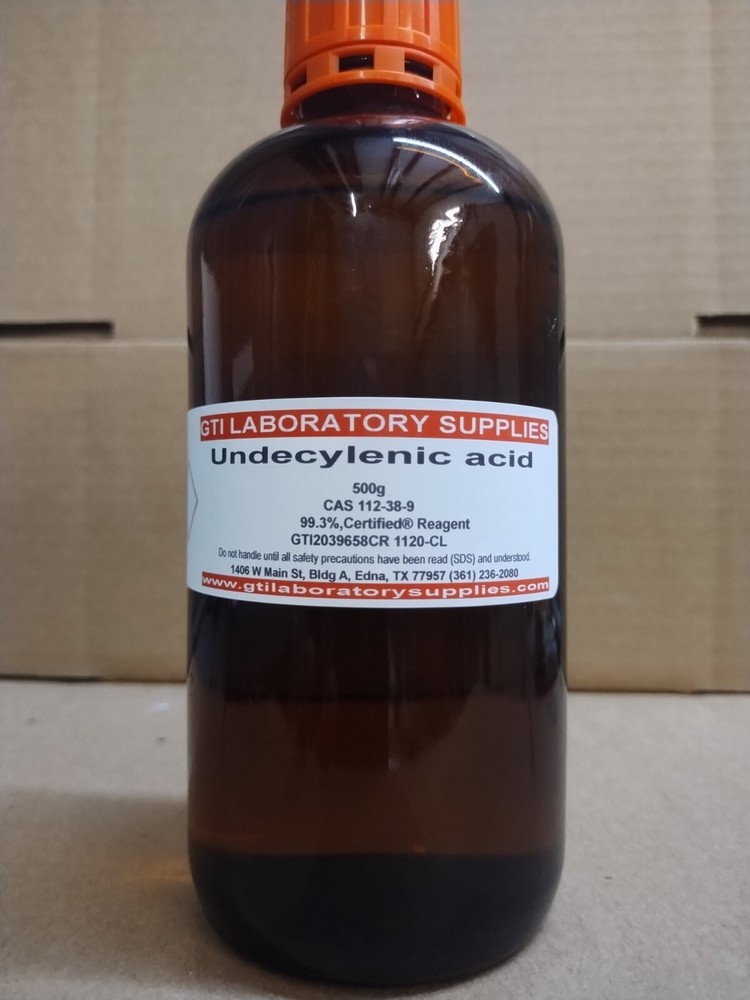 GTI LABORATORY SUPPLIES
Undecylenic acid
500g
CAS 112-38-9
99.3%,Certified® Reagent
GTI2039658CR 1120-CL
Do not handle until all safety precautions have been read (SDS) and understood.
1406 W Main St, Bldg A, Edna, TX 77957 (361) 236-2080
www.gtilaboratorysupplies.com